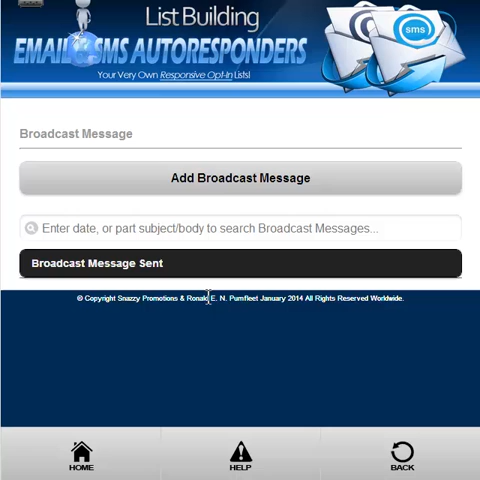 List Building
EMAIL & SMS AUTORESPONDERS
sms
Your Very Own Responsive Opt-In Lists!
Broadcast Message
Add Broadcast Message
Enter date, or part subject/body to search Broadcast Messages...
Broadcast Message Sent
© Copyright Snazzy Promotions & Ronald E. N. Pumfleet January 2014 All Rights Reserved Worldwide.
HOME
HELP
BACK